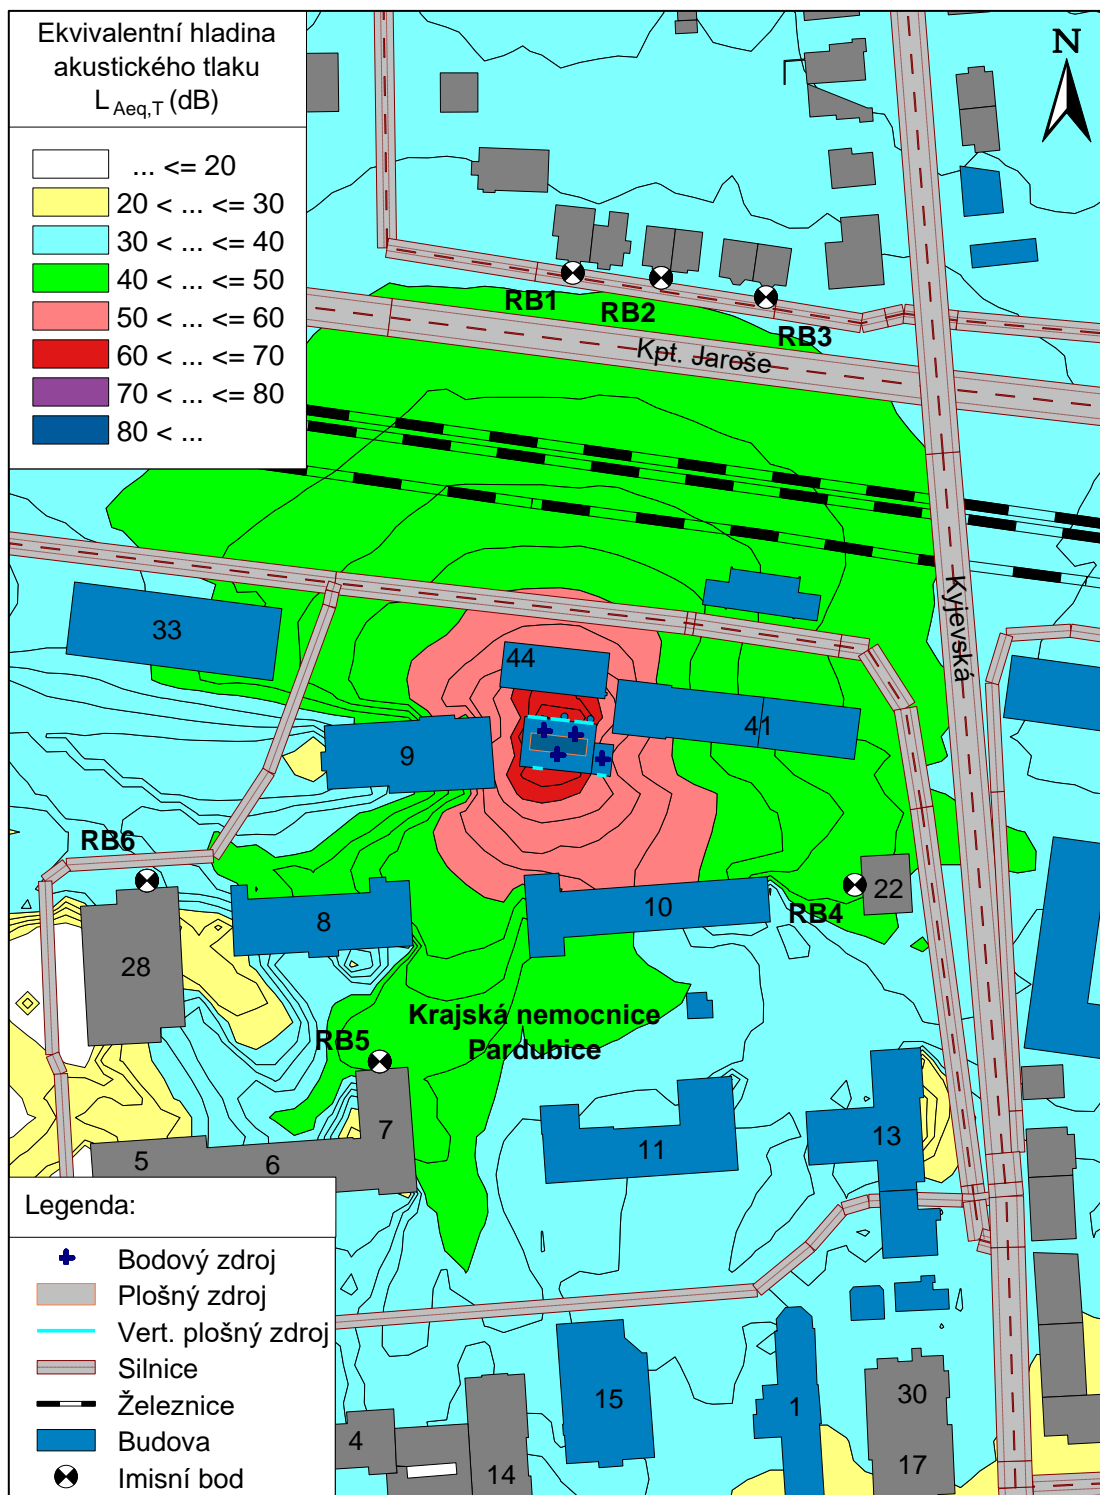 Ekvivalentní hladina
akustického tlaku
L Aeq,T (dB)
... <= 20
20 < ... <= 30
30 < ... <= 40
40 < ... <= 50
50 < ... <= 60
60 < ... <= 70
70 < ... <= 80
80 < ...
N
RB1
RB2
RB3
Kpt. Jaroše
Kyjevská
33
44
41
9
RB6
22
RB4
8
10
28
Krajská nemocnice
Pardubice
RB5
7
11
13
5
6
Legenda:
Bodový zdroj
Plošný zdroj
Vert. plošný zdroj
Silnice
Železnice
Budova
Imisní bod
15
1
30
4
14
17